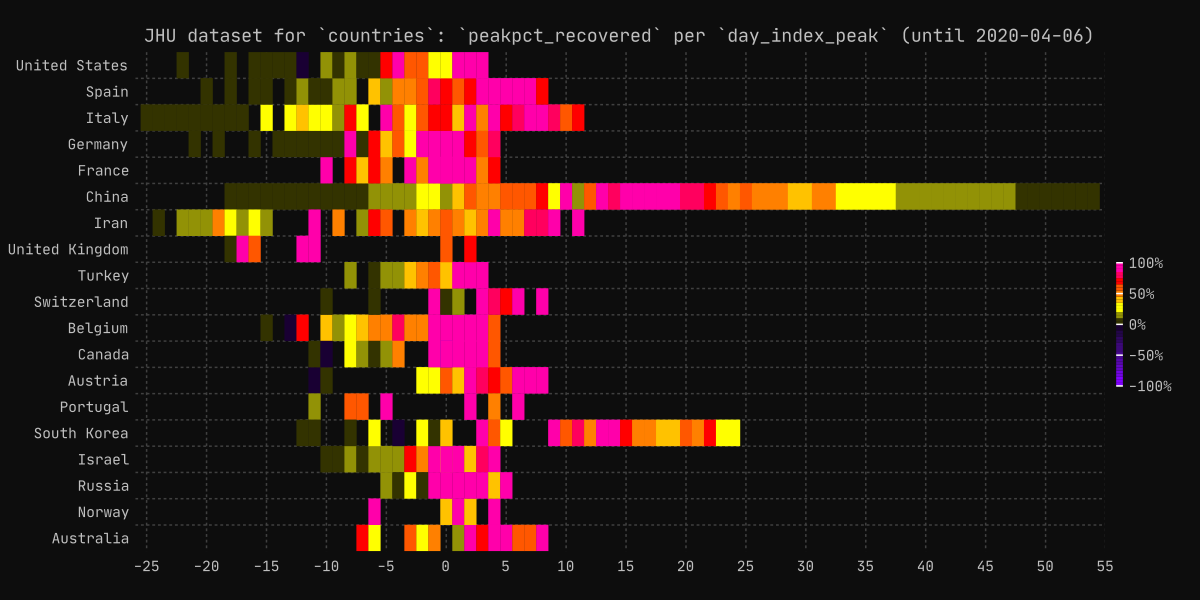 JHU dataset for `countries`: `peakpct_recovered` per `day_index_peak` (until 2020-04-06)
United States
Spain
Italy
Germany
France
China
Iran
United Kingdom
Turkey
Switzerland
Belgium
Canada
Austria
Portugal
South Korea
Israel
Russia
Norway
Australia
100%
50%
0%
-50%
-100%
-25 -20 -15 -10 -5 0 5 10 15 20 25 30 35 40 45 50 55